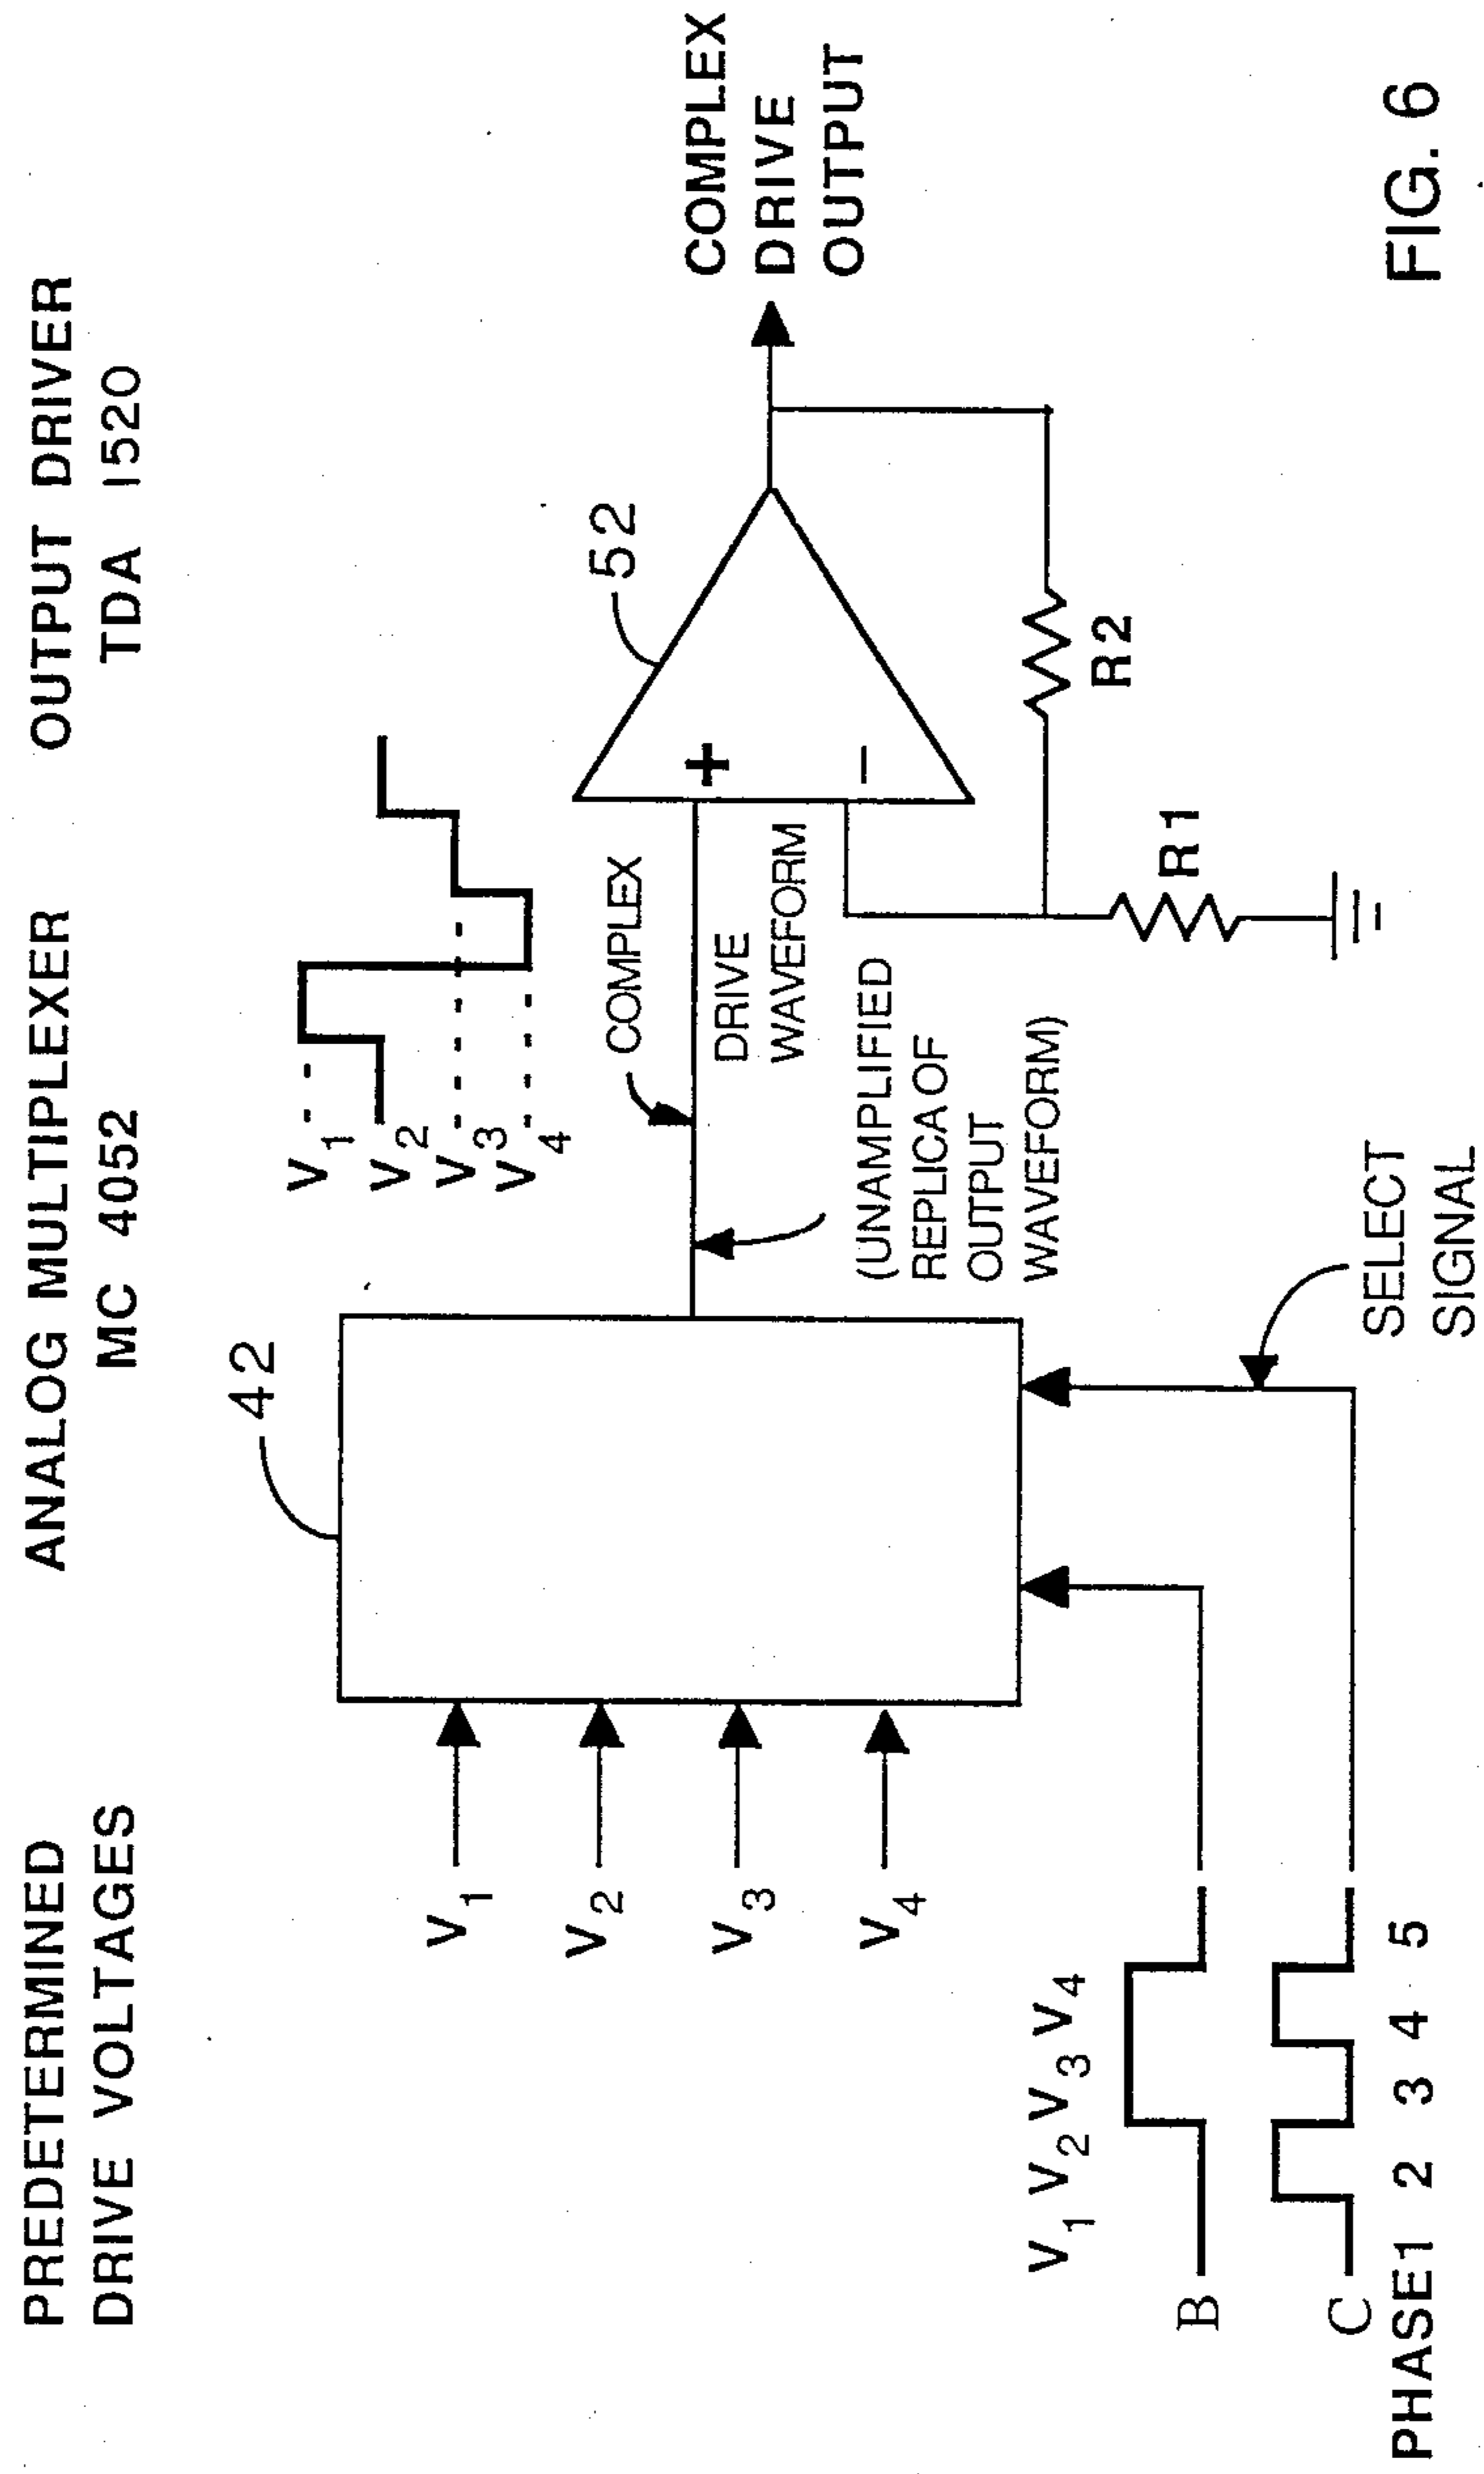 PREDETERMINED
DRIVE VOLTAGES
ANALOG MULTIPLEXER
MC 4052
OUTPUT DRIVER
TDA 1520
42
V1
V2
V3
V4
V1
V2
V3
V4
52
+
−
COMPLEX
DRIVE
WAVEFORM
(UNAMPLIFIED
REPLICA OF
OUTPUT
WAVEFORM)
COMPLEX
DRIVE
OUTPUT
R2
R1
V1 V2 V3 V4
B
C
PHASE 1 2 3 4 5
SELECT
SIGNAL
FIG. 6